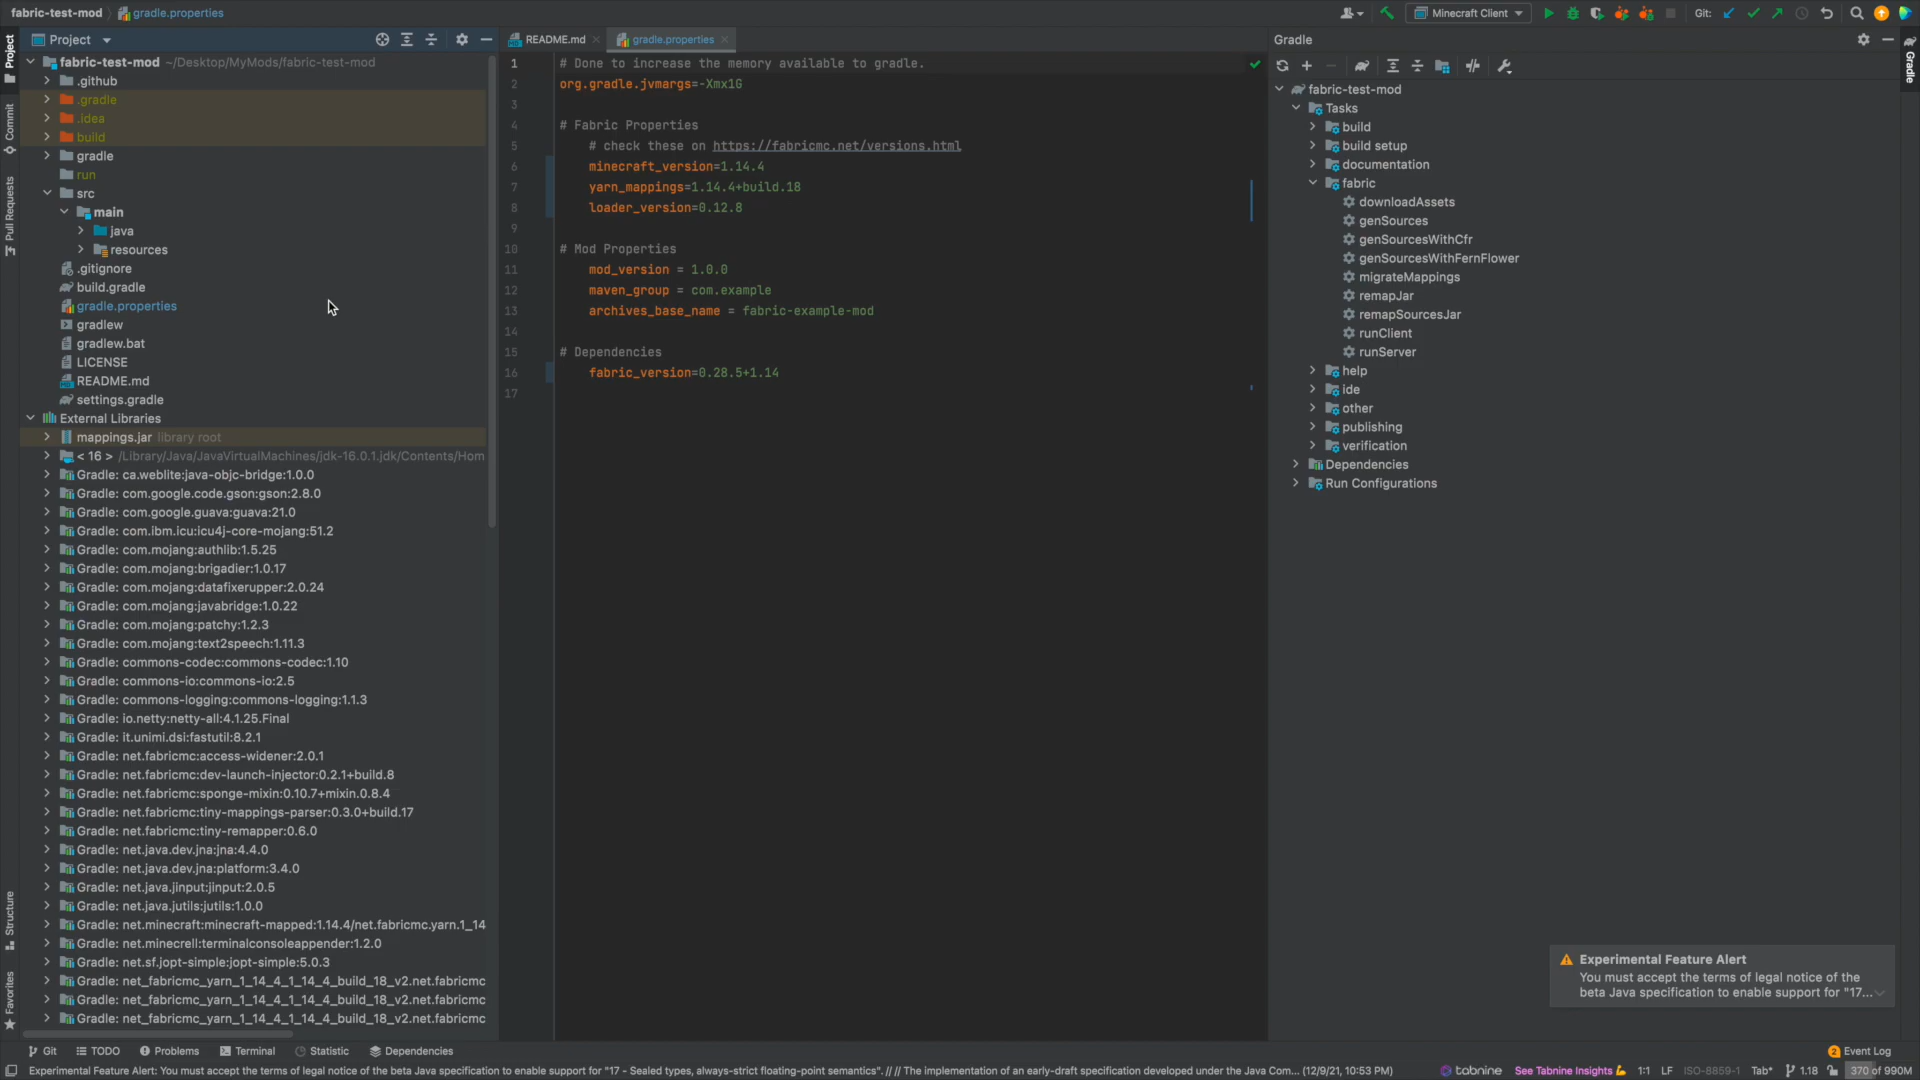 fabric-test-mod
gradle.properties
Minecraft Client
Git:
Project
README.md
gradle.properties
Gradle
Project
Commit
Pull Requests
Structure
Favorites
Gradle
fabric-test-mod ~/Desktop/MyMods/fabric-test-mod
.github
.gradle
.idea
build
gradle
run
src
main
java
resources
.gitignore
build.gradle
gradle.properties
gradlew
gradlew.bat
LICENSE
README.md
settings.gradle
External Libraries
mappings.jar library root
< 16 > /Library/Java/JavaVirtualMachines/jdk-16.0.1.jdk/Contents/Hom
Gradle: ca.weblite:java-objc-bridge:1.0.0
Gradle: com.google.code.gson:gson:2.8.0
Gradle: com.google.guava:guava:21.0
Gradle: com.ibm.icu:icu4j-core-mojang:51.2
Gradle: com.mojang:authlib:1.5.25
Gradle: com.mojang:brigadier:1.0.17
Gradle: com.mojang:datafixerupper:2.0.24
Gradle: com.mojang:javabridge:1.0.22
Gradle: com.mojang:patchy:1.2.3
Gradle: com.mojang:text2speech:1.11.3
Gradle: commons-codec:commons-codec:1.10
Gradle: commons-io:commons-io:2.5
Gradle: commons-logging:commons-logging:1.1.3
Gradle: io.netty:netty-all:4.1.25.Final
Gradle: it.unimi.dsi:fastutil:8.2.1
Gradle: net.fabricmc:access-widener:2.0.1
Gradle: net.fabricmc:dev-launch-injector:0.2.1+build.8
Gradle: net.fabricmc:sponge-mixin:0.10.7+mixin.0.8.4
Gradle: net.fabricmc:tiny-mappings-parser:0.3.0+build.17
Gradle: net.fabricmc:tiny-remapper:0.6.0
Gradle: net.java.dev.jna:jna:4.4.0
Gradle: net.java.dev.jna:platform:3.4.0
Gradle: net.java.jinput:jinput:2.0.5
Gradle: net.java.jutils:jutils:1.0.0
Gradle: net.minecraft:minecraft-mapped:1.14.4/net.fabricmc.yarn.1_14
Gradle: net.minecrell:terminalconsoleappender:1.2.0
Gradle: net.sf.jopt-simple:jopt-simple:5.0.3
Gradle: net_fabricmc_yarn_1_14_4_1_14_4_build_18_v2.net.fabricmc
Gradle: net_fabricmc_yarn_1_14_4_1_14_4_build_18_v2.net.fabricmc
Gradle: net_fabricmc_yarn_1_14_4_1_14_4_build_18_v2.net.fabricmc
1 # Done to increase the memory available to gradle.
2 org.gradle.jvmargs=-Xmx1G
3
4 # Fabric Properties
5 # check these on https://fabricmc.net/versions.html
6 minecraft_version=1.14.4
7 yarn_mappings=1.14.4+build.18
8 loader_version=0.12.8
9
10 # Mod Properties
11 mod_version = 1.0.0
12 maven_group = com.example
13 archives_base_name = fabric-example-mod
14
15 # Dependencies
16 fabric_version=0.28.5+1.14
17
fabric-test-mod
Tasks
build
build setup
documentation
fabric
downloadAssets
genSources
genSourcesWithCfr
genSourcesWithFernFlower
migrateMappings
remapJar
remapSourcesJar
runClient
runServer
help
ide
other
publishing
verification
Dependencies
Run Configurations
Experimental Feature Alert
You must accept the terms of legal notice of the
beta Java specification to enable support for "17...
Git
TODO
Problems
Terminal
Statistic
Dependencies
2 Event Log
Experimental Feature Alert: You must accept the terms of legal notice of the beta Java specification to enable support for "17 - Sealed types, always-strict floating-point semantics". // // The implementation of an early-draft specification developed under the Java Com... (12/9/21, 10:53 PM)
tabnine
See Tabnine Insights
1:1
LF
ISO-8859-1
Tab*
1.18
370 of 990M